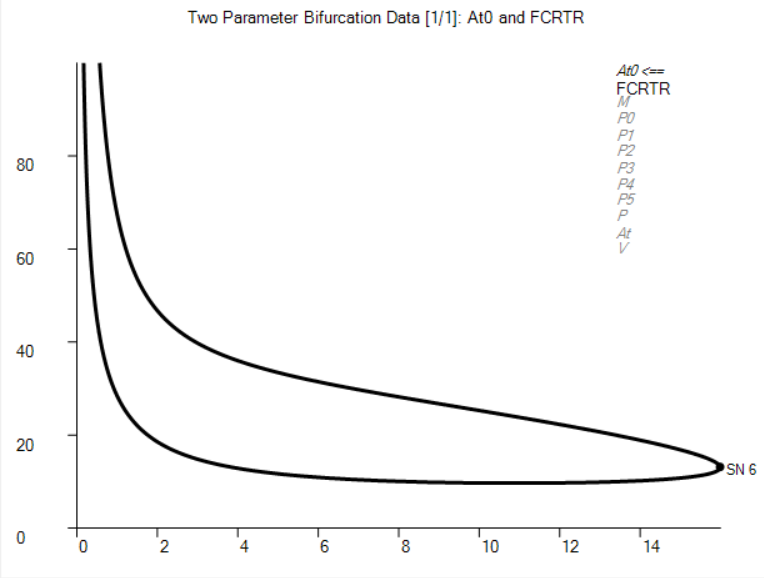 Two Parameter Bifurcation Data [1/1]: At0 and FCRTR
At0 <==
FCRTR
M
P0
P1
P2
P3
P4
P5
P
At
V
80
60
40
20
0
SN 6
0 2 4 6 8 10 12 14